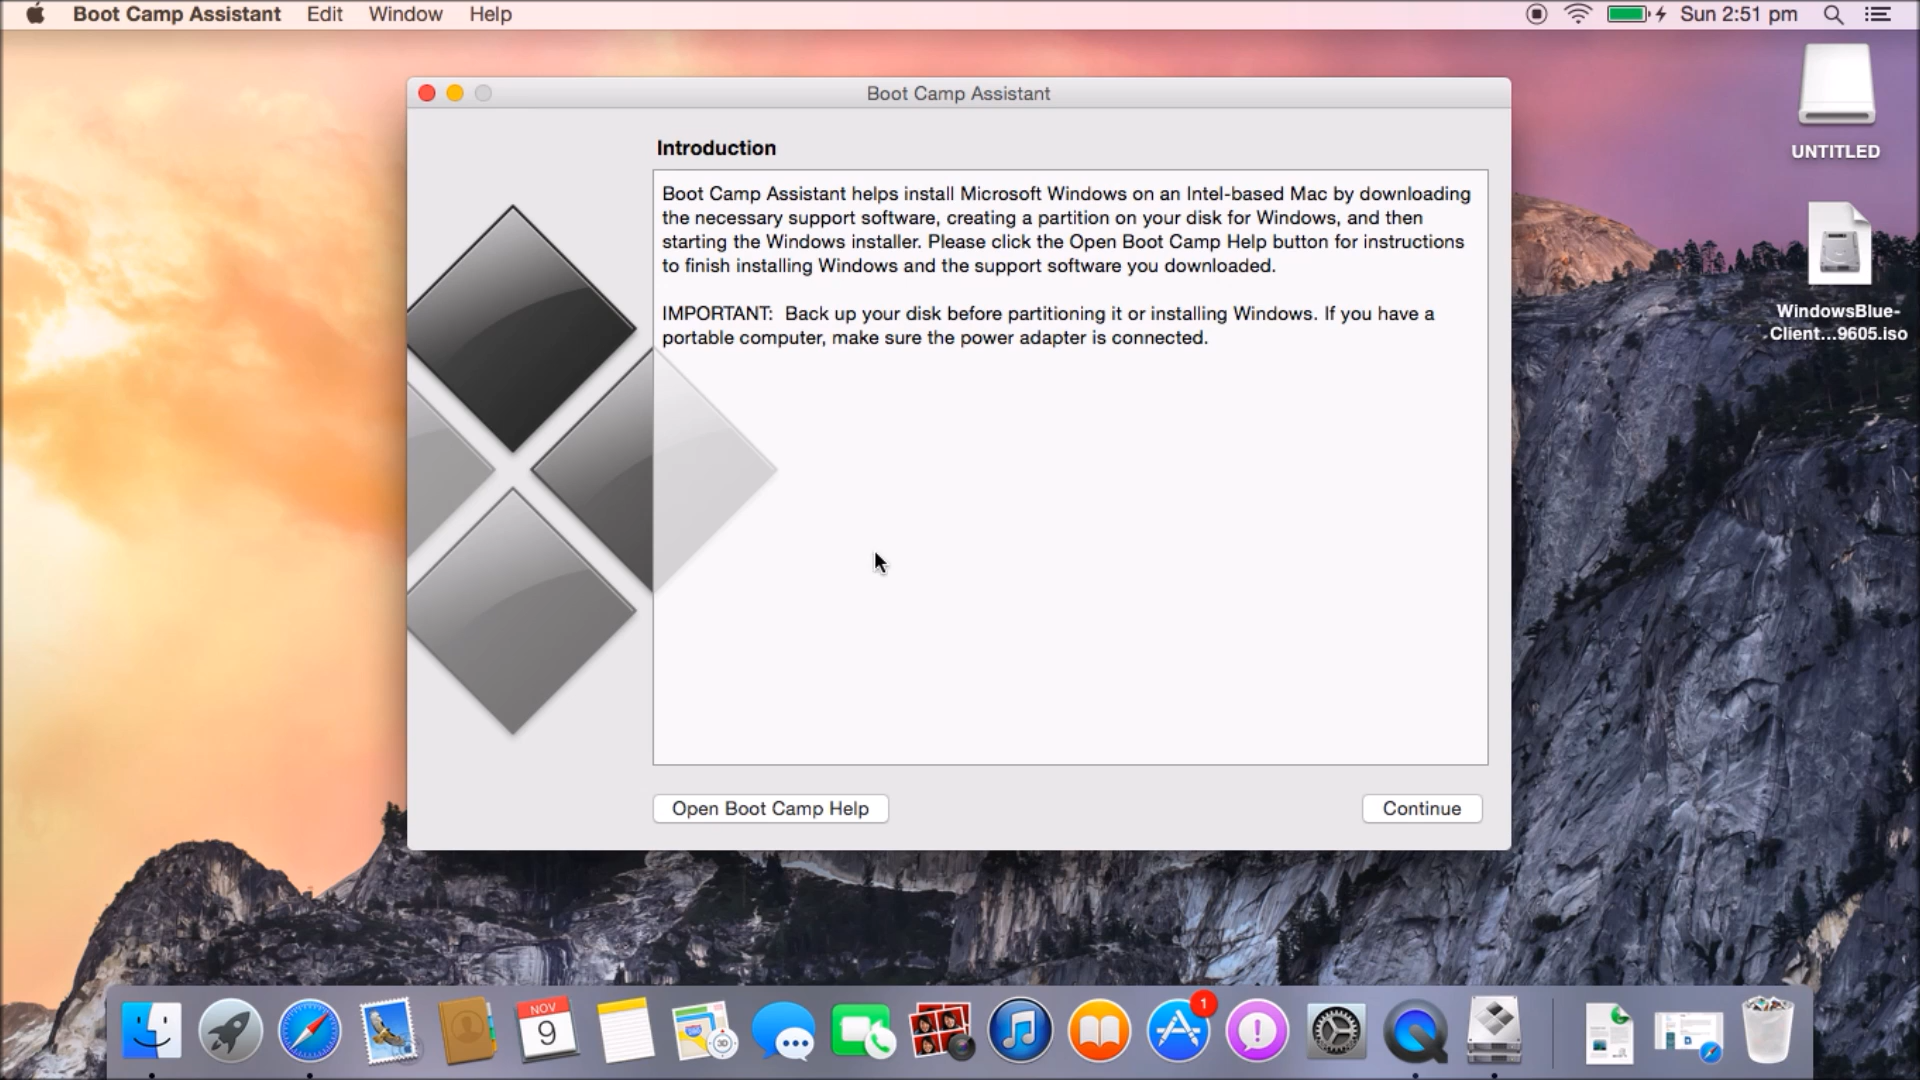 Boot Camp Assistant Edit Window Help Sun 2:51 pm
Boot Camp Assistant
UNTITLED
Introduction
Boot Camp Assistant helps install Microsoft Windows on an Intel-based Mac by downloading
the necessary support software, creating a partition on your disk for Windows, and then
starting the Windows installer. Please click the Open Boot Camp Help button for instructions
to finish installing Windows and the support software you downloaded.
WindowsBlue-
Client...9605.iso
IMPORTANT: Back up your disk before partitioning it or installing Windows. If you have a
portable computer, make sure the power adapter is connected.
Open Boot Camp Help Continue
NOV
9
3D
1